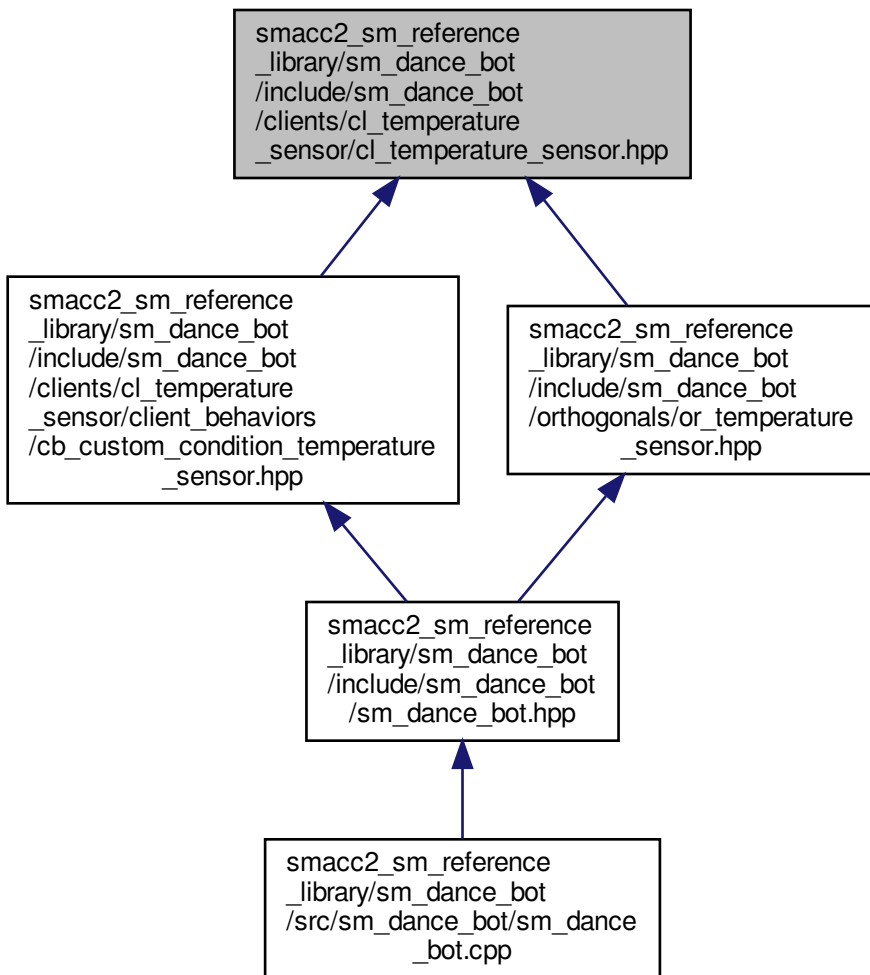 smacc2_sm_reference
_library/sm_dance_bot
/include/sm_dance_bot
/clients/cl_temperature
_sensor/cl_temperature_sensor.hpp
smacc2_sm_reference
_library/sm_dance_bot
/include/sm_dance_bot
/clients/cl_temperature
_sensor/client_behaviors
/cb_custom_condition_temperature
_sensor.hpp
smacc2_sm_reference
_library/sm_dance_bot
/include/sm_dance_bot
/orthogonals/or_temperature
_sensor.hpp
smacc2_sm_reference
_library/sm_dance_bot
/include/sm_dance_bot
/sm_dance_bot.hpp
smacc2_sm_reference
_library/sm_dance_bot
/src/sm_dance_bot/sm_dance
_bot.cpp